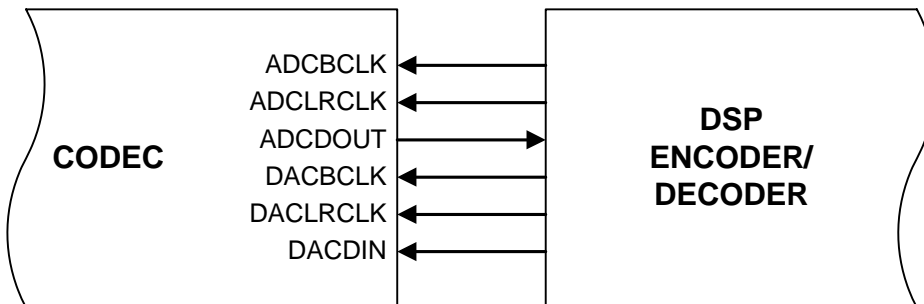 CODEC
ADCBCLK
ADCLRCLK
ADCDOUT
DACBCLK
DACLRCLK
DACDIN
DSP
ENCODER/
DECODER